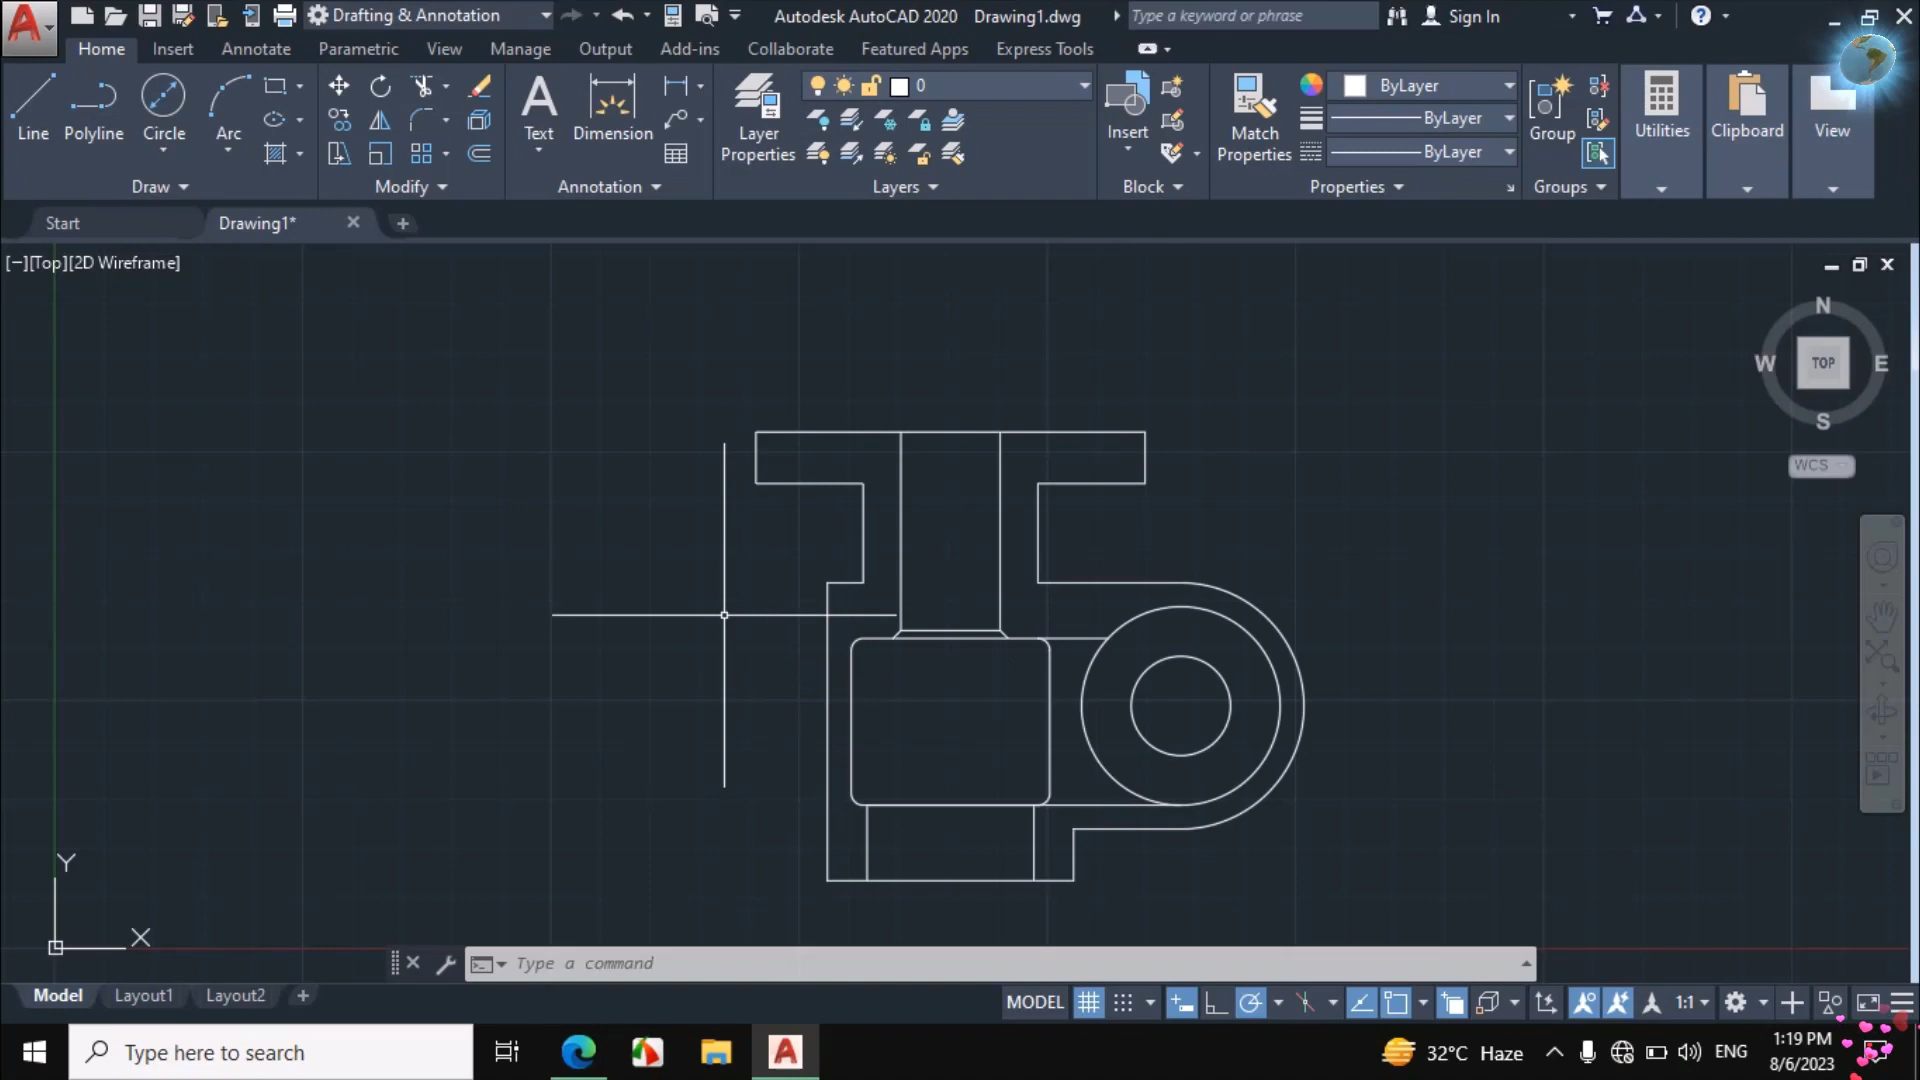 Drafting & Annotation
Autodesk AutoCAD 2020 Drawing1.dwg
Type a keyword or phrase
Sign In
Home Insert Annotate Parametric View Manage Output Add-ins Collaborate Featured Apps Express Tools
0
ByLayer
ByLayer
ByLayer
Line Polyline Circle Arc
Text Dimension
Layer Properties
Insert
Match Properties
Group
Utilities Clipboard View
Draw Modify Annotation Layers Block Properties Groups
Start Drawing1*
[−][Top][2D Wireframe]
N
W TOP E
S
WCS
Y
X
Type a command
Model Layout1 Layout2
MODEL 1:1
Type here to search
32°C Haze
ENG
1:19 PM
8/6/2023